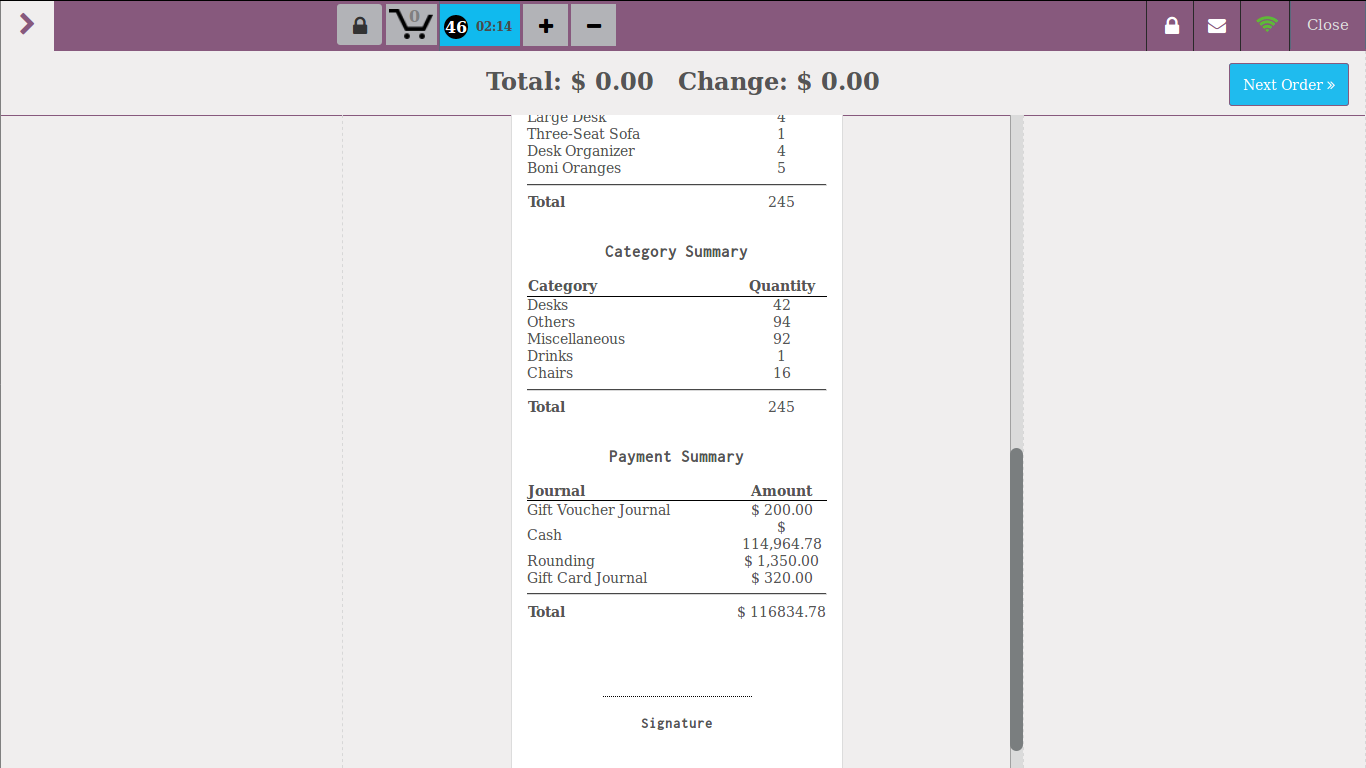 0
46 02:14
Close
Total: $ 0.00 Change: $ 0.00
Next Order »
Large Desk 4
Three-Seat Sofa 1
Desk Organizer 4
Boni Oranges 5
Total 245
Category Summary
Category Quantity
Desks 42
Others 94
Miscellaneous 92
Drinks 1
Chairs 16
Total 245
Payment Summary
Journal Amount
Gift Voucher Journal $ 200.00
Cash $
114,964.78
Rounding $ 1,350.00
Gift Card Journal $ 320.00
Total $ 116834.78
Signature